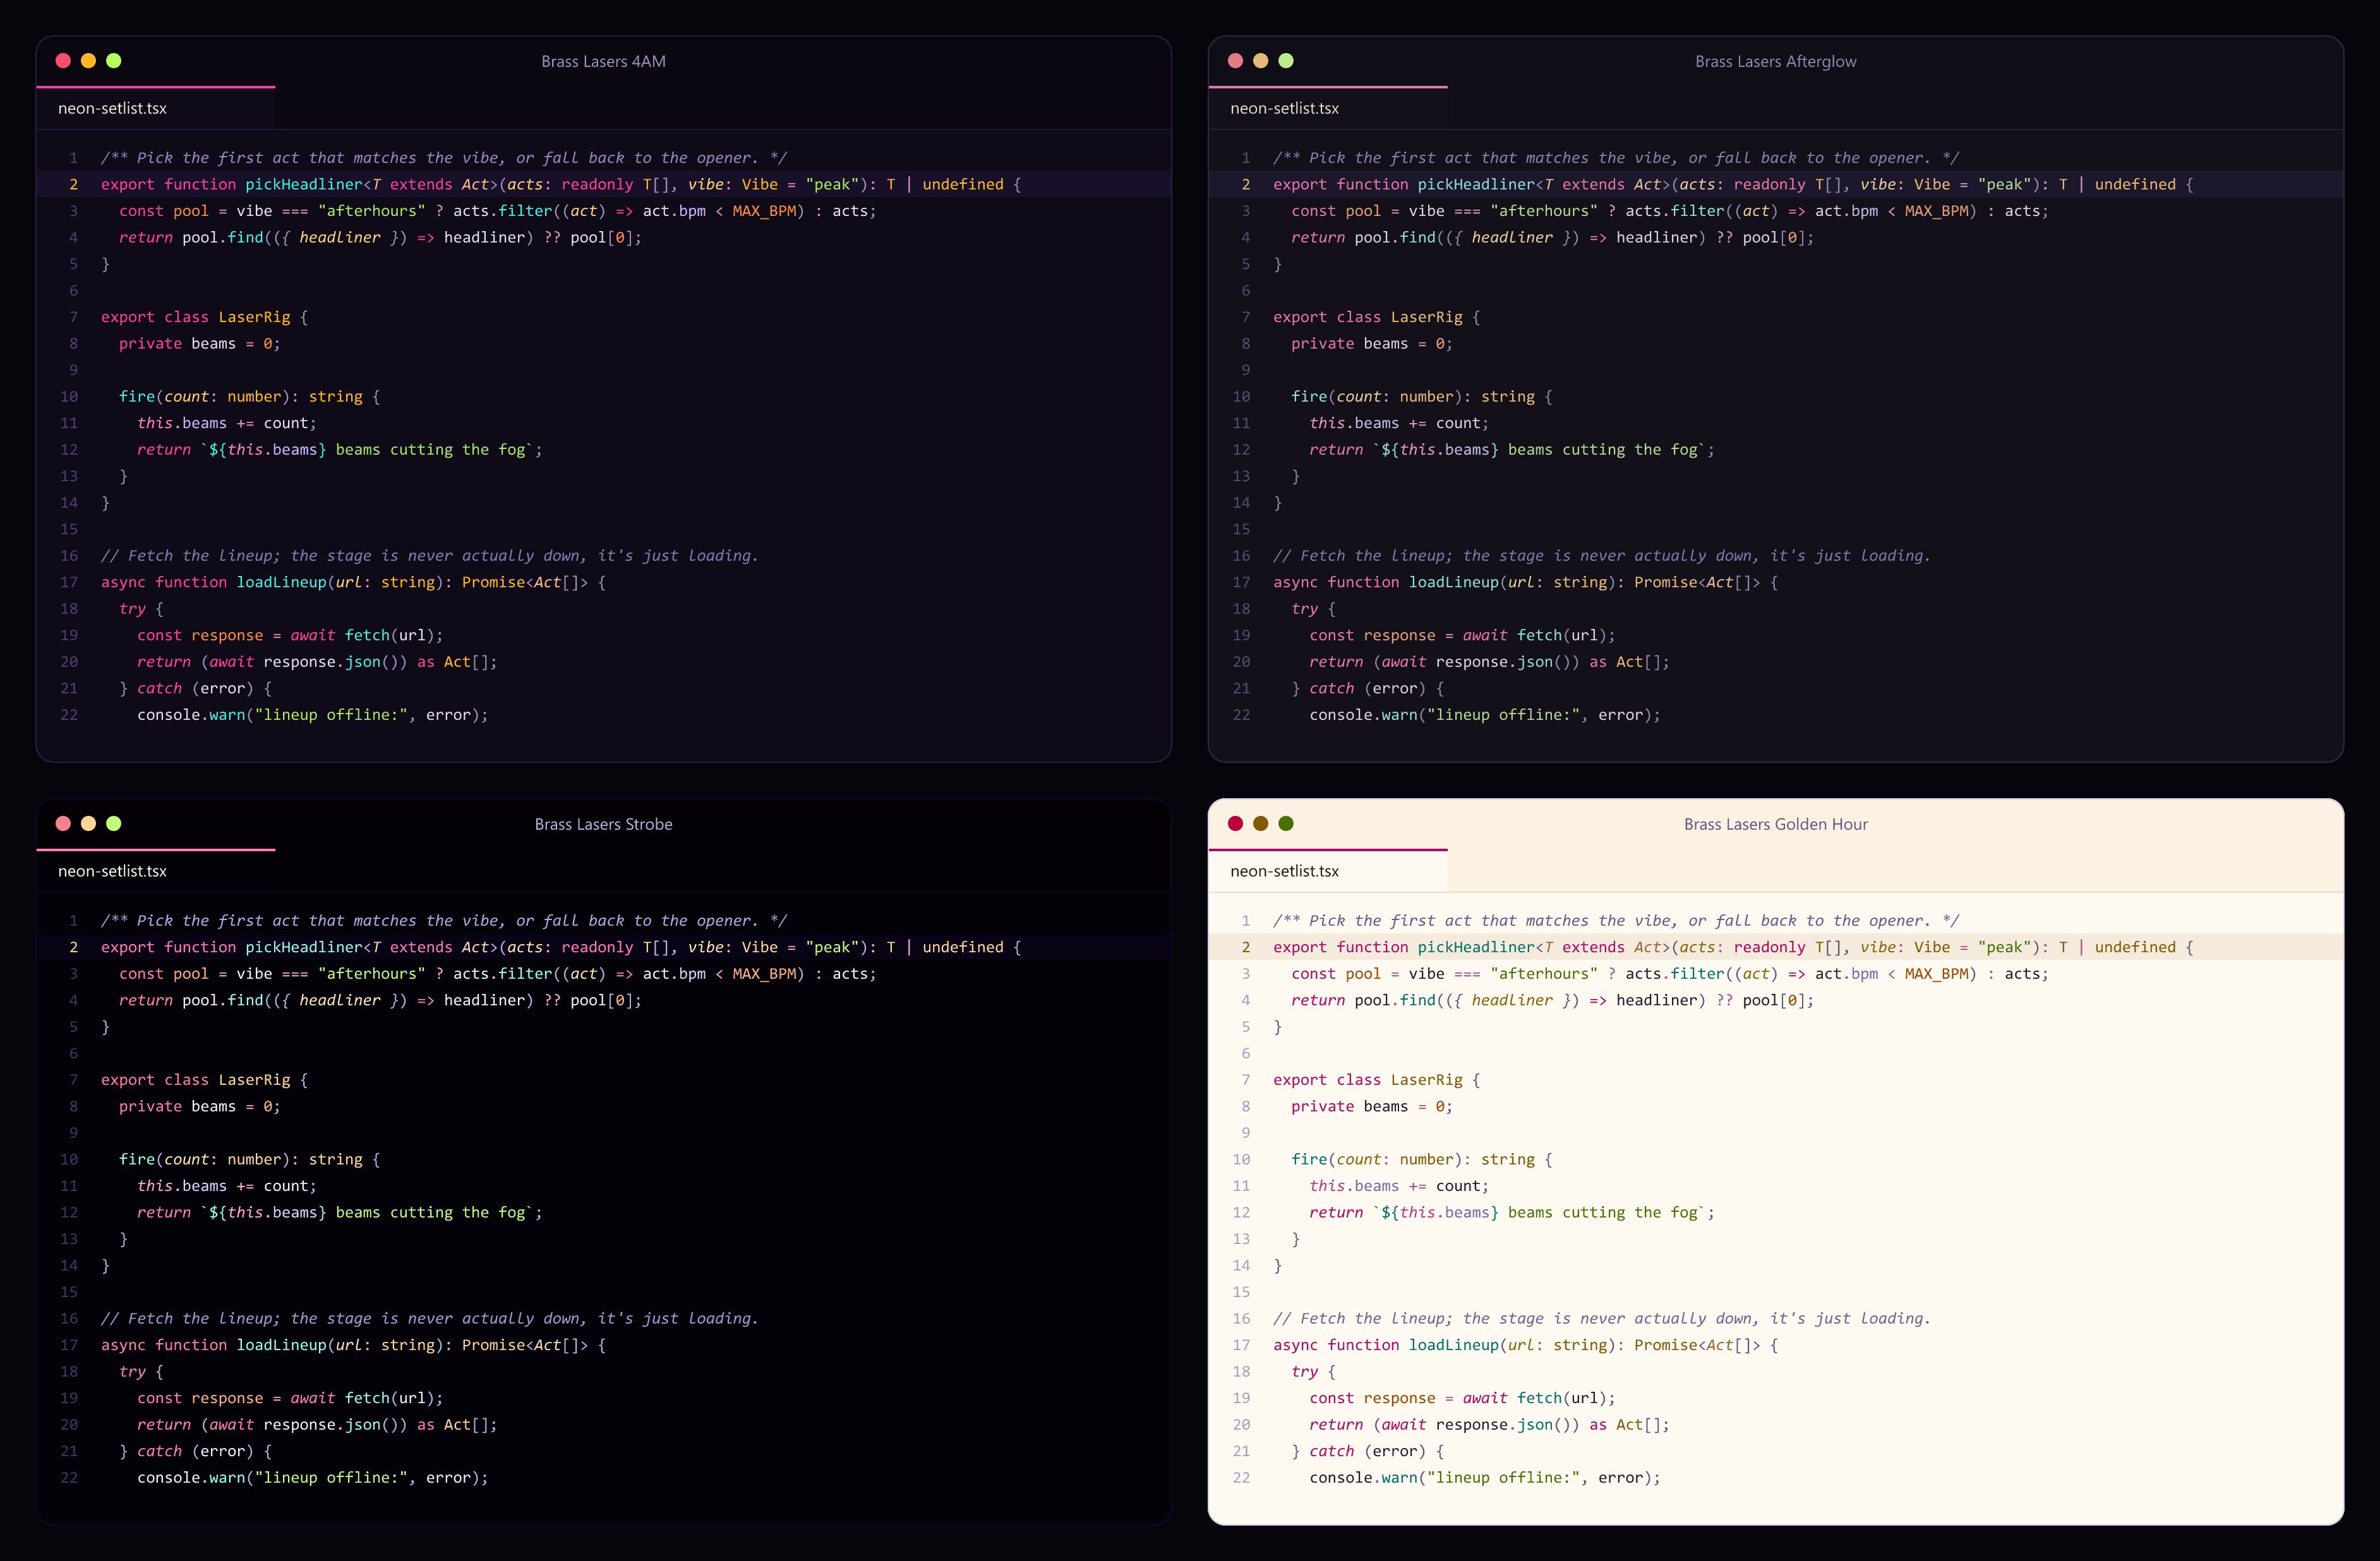 Brass Lasers 4AM
neon-setlist.tsx
1 /** Pick the first act that matches the vibe, or fall back to the opener. */
2 export function pickHeadliner<T extends Act>(acts: readonly T[], vibe: Vibe = "peak"): T | undefined {
3   const pool = vibe === "afterhours" ? acts.filter((act) => act.bpm < MAX_BPM) : acts;
4   return pool.find(({ headliner }) => headliner) ?? pool[0];
5 }
6
7 export class LaserRig {
8   private beams = 0;
9
10   fire(count: number): string {
11     this.beams += count;
12     return `${this.beams} beams cutting the fog`;
13   }
14 }
15
16 // Fetch the lineup; the stage is never actually down, it's just loading.
17 async function loadLineup(url: string): Promise<Act[]> {
18   try {
19     const response = await fetch(url);
20     return (await response.json()) as Act[];
21   } catch (error) {
22     console.warn("lineup offline:", error);
Brass Lasers Afterglow
neon-setlist.tsx
1 /** Pick the first act that matches the vibe, or fall back to the opener. */
2 export function pickHeadliner<T extends Act>(acts: readonly T[], vibe: Vibe = "peak"): T | undefined {
3   const pool = vibe === "afterhours" ? acts.filter((act) => act.bpm < MAX_BPM) : acts;
4   return pool.find(({ headliner }) => headliner) ?? pool[0];
5 }
6
7 export class LaserRig {
8   private beams = 0;
9
10   fire(count: number): string {
11     this.beams += count;
12     return `${this.beams} beams cutting the fog`;
13   }
14 }
15
16 // Fetch the lineup; the stage is never actually down, it's just loading.
17 async function loadLineup(url: string): Promise<Act[]> {
18   try {
19     const response = await fetch(url);
20     return (await response.json()) as Act[];
21   } catch (error) {
22     console.warn("lineup offline:", error);
Brass Lasers Strobe
neon-setlist.tsx
1 /** Pick the first act that matches the vibe, or fall back to the opener. */
2 export function pickHeadliner<T extends Act>(acts: readonly T[], vibe: Vibe = "peak"): T | undefined {
3   const pool = vibe === "afterhours" ? acts.filter((act) => act.bpm < MAX_BPM) : acts;
4   return pool.find(({ headliner }) => headliner) ?? pool[0];
5 }
6
7 export class LaserRig {
8   private beams = 0;
9
10   fire(count: number): string {
11     this.beams += count;
12     return `${this.beams} beams cutting the fog`;
13   }
14 }
15
16 // Fetch the lineup; the stage is never actually down, it's just loading.
17 async function loadLineup(url: string): Promise<Act[]> {
18   try {
19     const response = await fetch(url);
20     return (await response.json()) as Act[];
21   } catch (error) {
22     console.warn("lineup offline:", error);
Brass Lasers Golden Hour
neon-setlist.tsx
1 /** Pick the first act that matches the vibe, or fall back to the opener. */
2 export function pickHeadliner<T extends Act>(acts: readonly T[], vibe: Vibe = "peak"): T | undefined {
3   const pool = vibe === "afterhours" ? acts.filter((act) => act.bpm < MAX_BPM) : acts;
4   return pool.find(({ headliner }) => headliner) ?? pool[0];
5 }
6
7 export class LaserRig {
8   private beams = 0;
9
10   fire(count: number): string {
11     this.beams += count;
12     return `${this.beams} beams cutting the fog`;
13   }
14 }
15
16 // Fetch the lineup; the stage is never actually down, it's just loading.
17 async function loadLineup(url: string): Promise<Act[]> {
18   try {
19     const response = await fetch(url);
20     return (await response.json()) as Act[];
21   } catch (error) {
22     console.warn("lineup offline:", error);